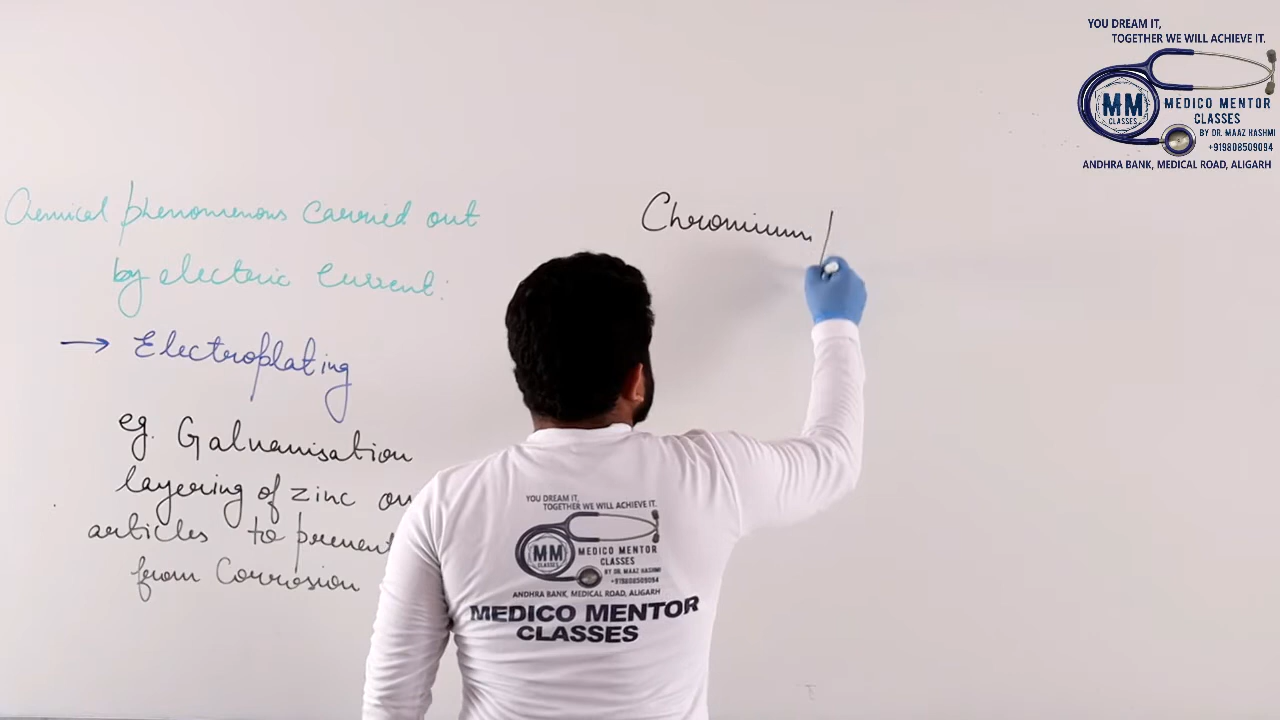 YOU DREAM IT,
TOGETHER WE WILL ACHIEVE IT.
MM
CLASSES
MEDICO MENTOR
CLASSES
BY DR. MAAZ HASHMI
+919808509094
ANDHRA BANK, MEDICAL ROAD, ALIGARH
Chemical phenomenons carried out
by electric current:
→ Electroplating
eg. Galvanisation
layering of zinc on
articles to prevent
from Corrosion
Chromium
YOU DREAM IT,
TOGETHER WE WILL ACHIEVE IT.
MM
CLASSES
MEDICO MENTOR
CLASSES
BY DR. MAAZ HASHMI
+919808509094
ANDHRA BANK, MEDICAL ROAD, ALIGARH
MEDICO MENTOR
CLASSES